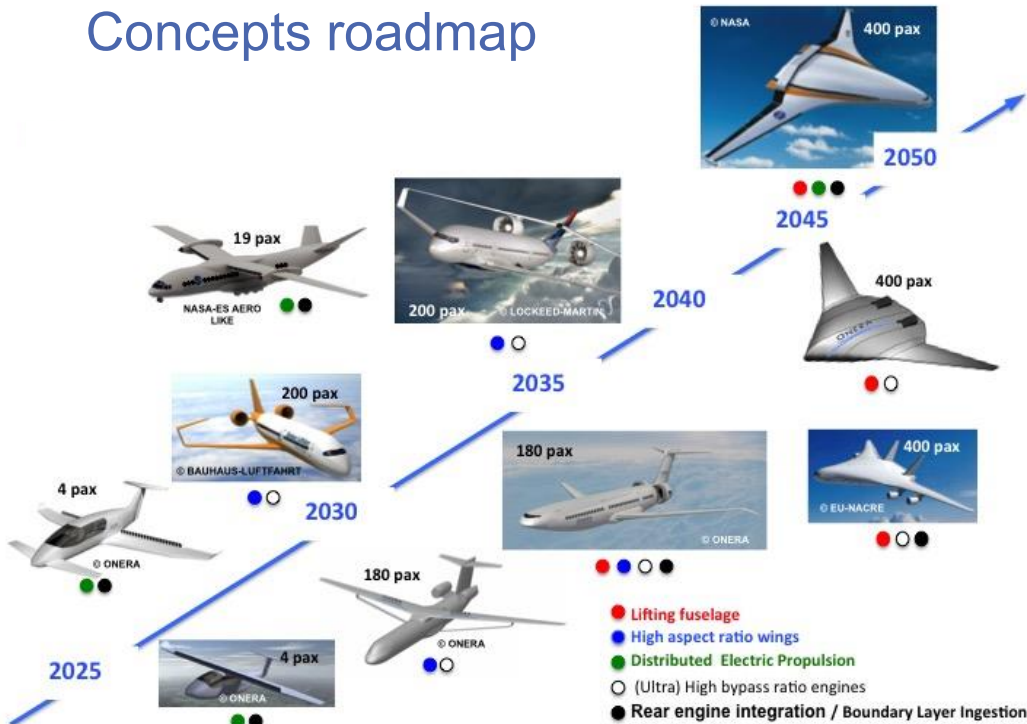 Concepts roadmap
© NASA
400 pax
2050
2045
19 pax
NASA-ES AERO
LIKE
200 pax
© LOCKEED-MARTIN
2040
400 pax
ONERA
2035
200 pax
© BAUHAUS-LUFTFAHRT
180 pax
© ONERA
400 pax
© EU-NACRE
4 pax
© ONERA
2030
180 pax
© ONERA
2025
4 pax
© ONERA
Lifting fuselage
High aspect ratio wings
Distributed Electric Propulsion
(Ultra) High bypass ratio engines
Rear engine integration / Boundary Layer Ingestion